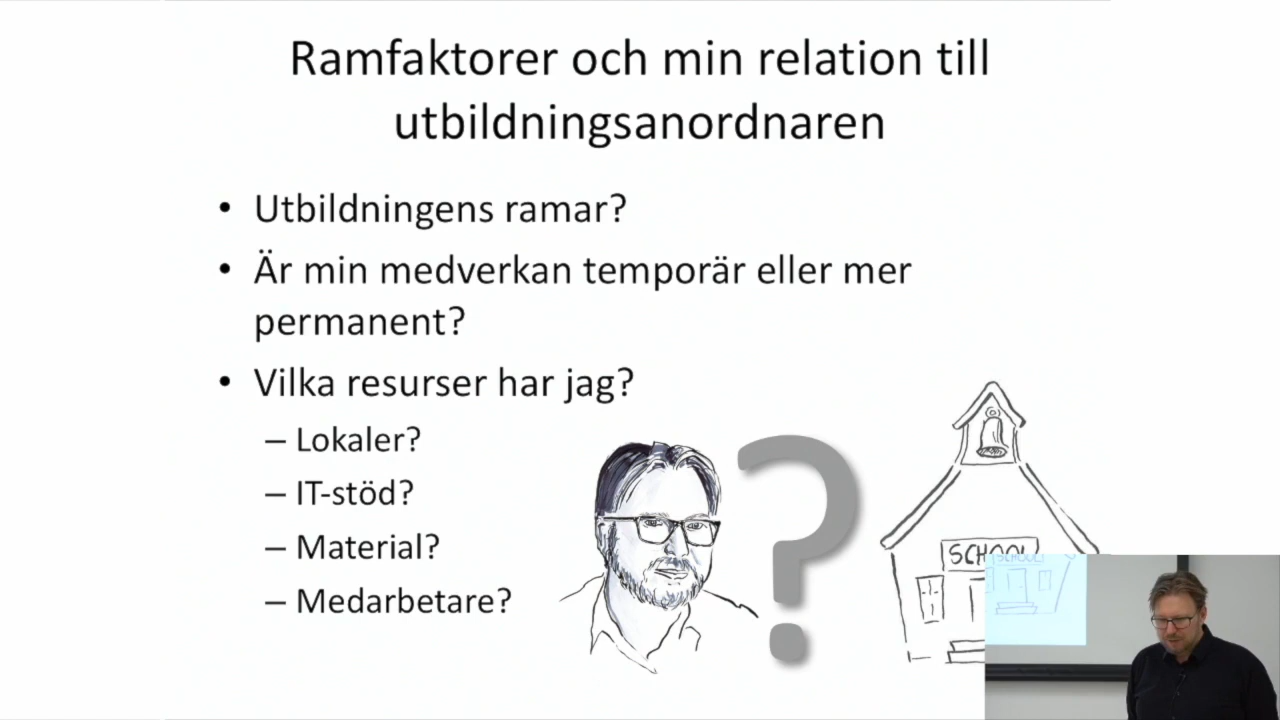 Ramfaktorer och min relation till
utbildningsanordnaren
• Utbildningens ramar?
• Är min medverkan temporär eller mer
permanent?
• Vilka resurser har jag?
– Lokaler?
– IT-stöd?
– Material?
– Medarbetare?
?
SCHOOL
SCHOOL